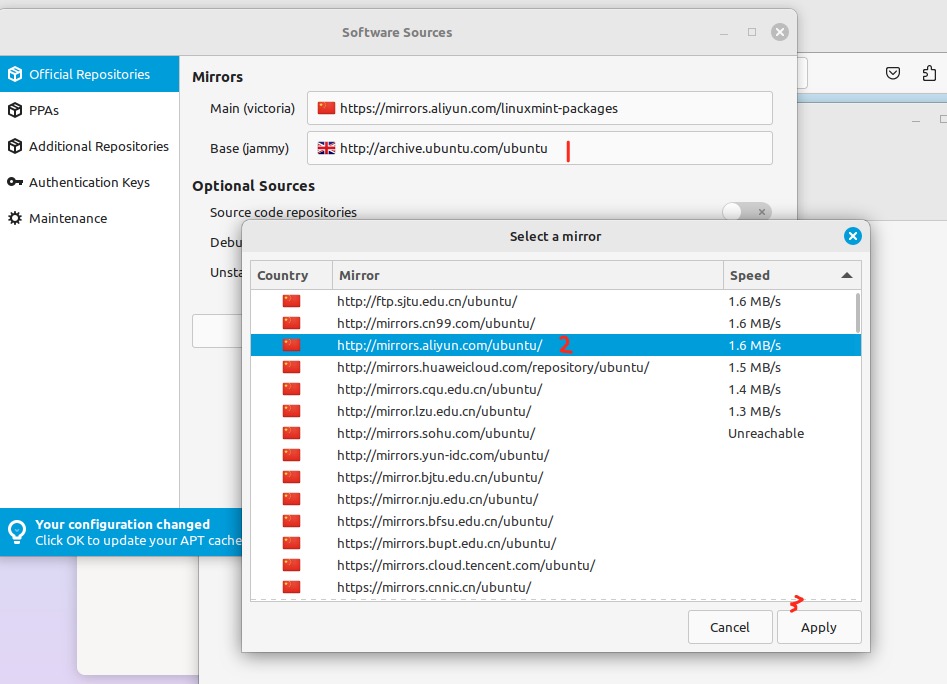 Software Sources
Official Repositories
PPAs
Additional Repositories
Authentication Keys
Maintenance
Mirrors
Main (victoria) https://mirrors.aliyun.com/linuxmint-packages
Base (jammy) http://archive.ubuntu.com/ubuntu 1
Optional Sources
Source code repositories
Debu
Unsta
Select a mirror
Country Mirror Speed
http://ftp.sjtu.edu.cn/ubuntu/ 1.6 MB/s
http://mirrors.cn99.com/ubuntu/ 1.6 MB/s
http://mirrors.aliyun.com/ubuntu/ 2 1.6 MB/s
http://mirrors.huaweicloud.com/repository/ubuntu/ 1.5 MB/s
http://mirrors.cqu.edu.cn/ubuntu/ 1.4 MB/s
http://mirror.lzu.edu.cn/ubuntu/ 1.3 MB/s
http://mirrors.sohu.com/ubuntu/ Unreachable
http://mirrors.yun-idc.com/ubuntu/
https://mirror.bjtu.edu.cn/ubuntu/
https://mirror.nju.edu.cn/ubuntu/
https://mirrors.bfsu.edu.cn/ubuntu/
https://mirrors.bupt.edu.cn/ubuntu/
https://mirrors.cloud.tencent.com/ubuntu/
https://mirrors.cnnic.cn/ubuntu/
3
Cancel Apply
Your configuration changed
Click OK to update your APT cache